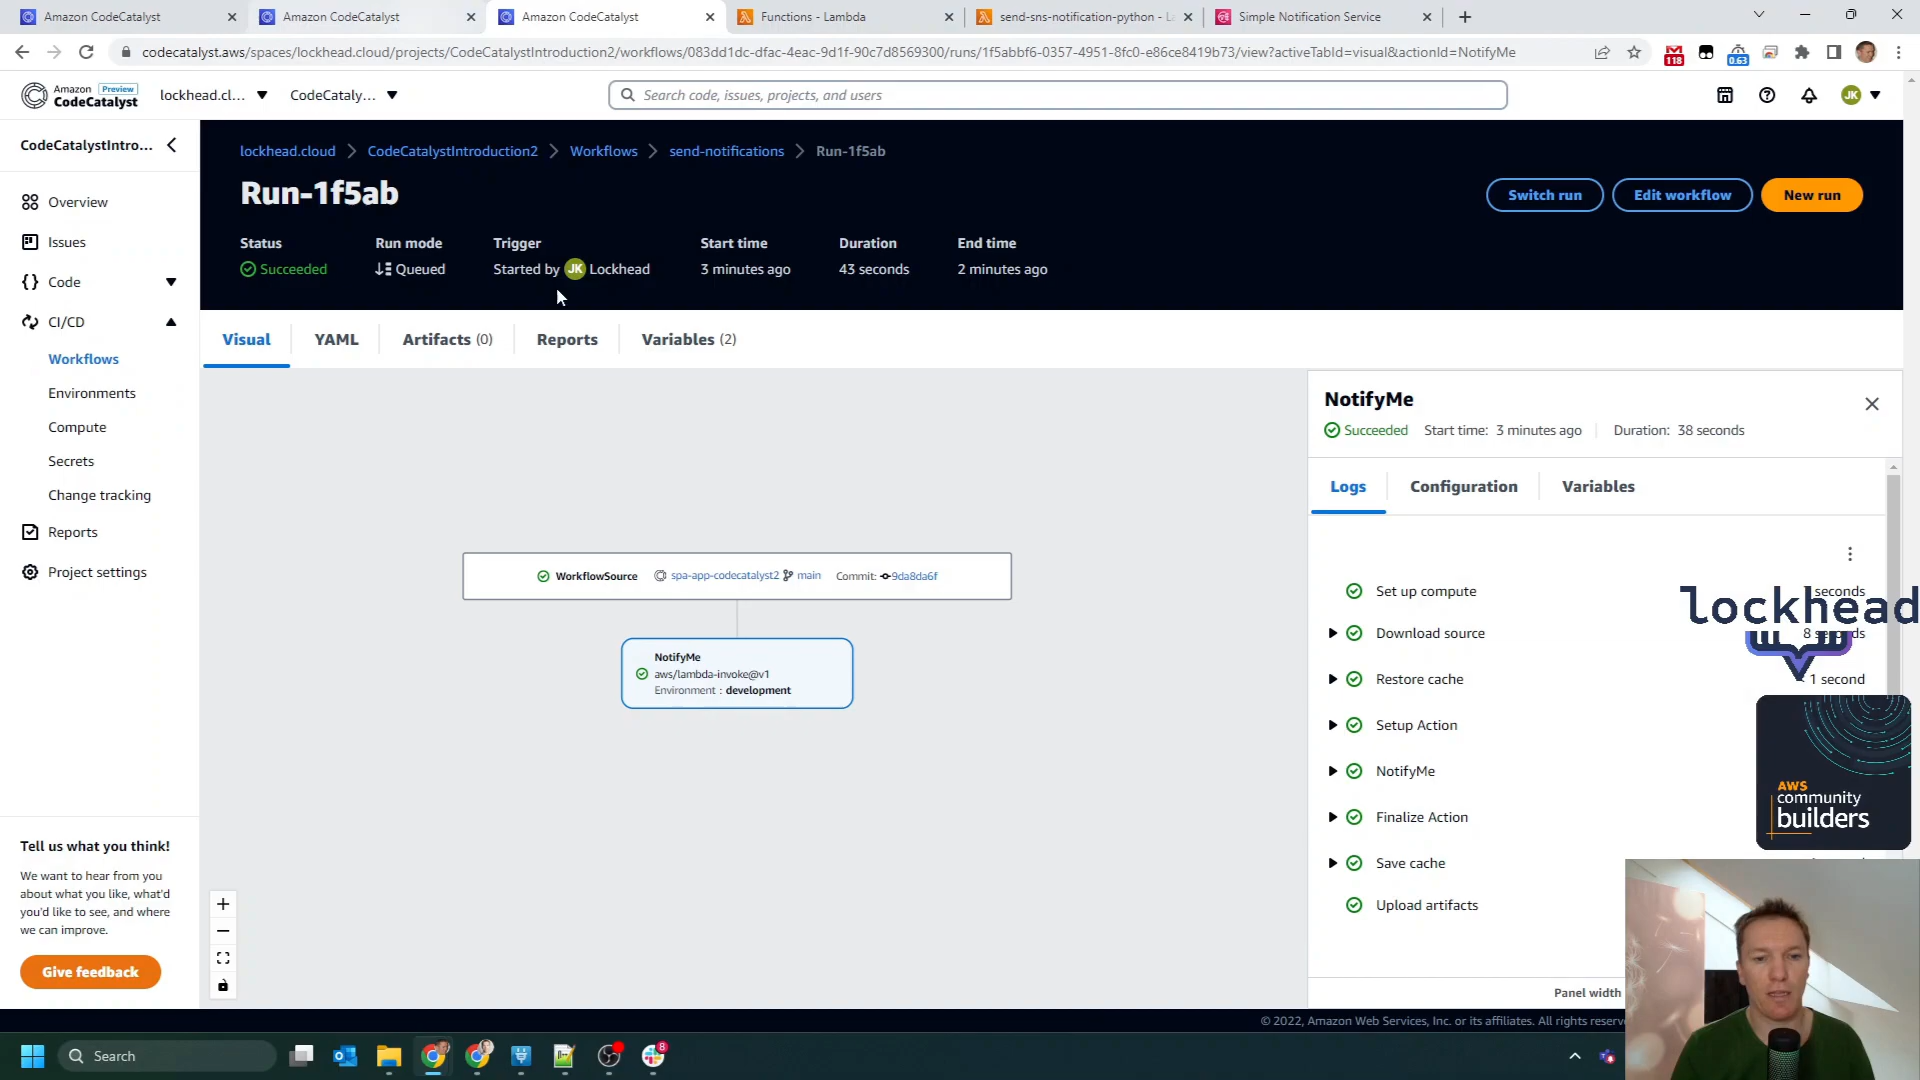 Amazon CodeCatalyst
Amazon CodeCatalyst
Amazon CodeCatalyst
Functions - Lambda
send-sns-notification-python - La
Simple Notification Service
codecatalyst.aws/spaces/lockhead.cloud/projects/CodeCatalystIntroduction2/workflows/083dd1dc-dfac-4eac-9d1f-90c7d8569300/runs/1f5abbf6-0357-4951-8fc0-e86ce8419b73/view?activeTabId=visual&actionId=NotifyMe
118
0.63
Amazon Preview
CodeCatalyst
lockhead.cl...
CodeCataly...
Search code, issues, projects, and users
JK
CodeCatalystIntro...
Overview
Issues
Code
CI/CD
Workflows
Environments
Compute
Secrets
Change tracking
Reports
Project settings
Tell us what you think!
We want to hear from you
about what you like, what'd
you'd like to see, and where
we can improve.
Give feedback
lockhead.cloud
CodeCatalystIntroduction2
Workflows
send-notifications
Run-1f5ab
Run-1f5ab
Switch run
Edit workflow
New run
Status
Run mode
Trigger
Start time
Duration
End time
Succeeded
Queued
Started by JK Lockhead
3 minutes ago
43 seconds
2 minutes ago
Visual
YAML
Artifacts (0)
Reports
Variables (2)
WorkflowSource spa-app-codecatalyst2 main Commit: 9da8da6f
NotifyMe
aws/lambda-invoke@v1
Environment : development
NotifyMe
Succeeded Start time: 3 minutes ago Duration: 38 seconds
Logs
Configuration
Variables
Set up compute
seconds
Download source
8 seconds
Restore cache
< 1 second
Setup Action
NotifyMe
Finalize Action
Save cache
Upload artifacts
Panel width
lockhead
AWS
community
builders
© 2022, Amazon Web Services, Inc. or its affiliates. All rights reserv
Search
8